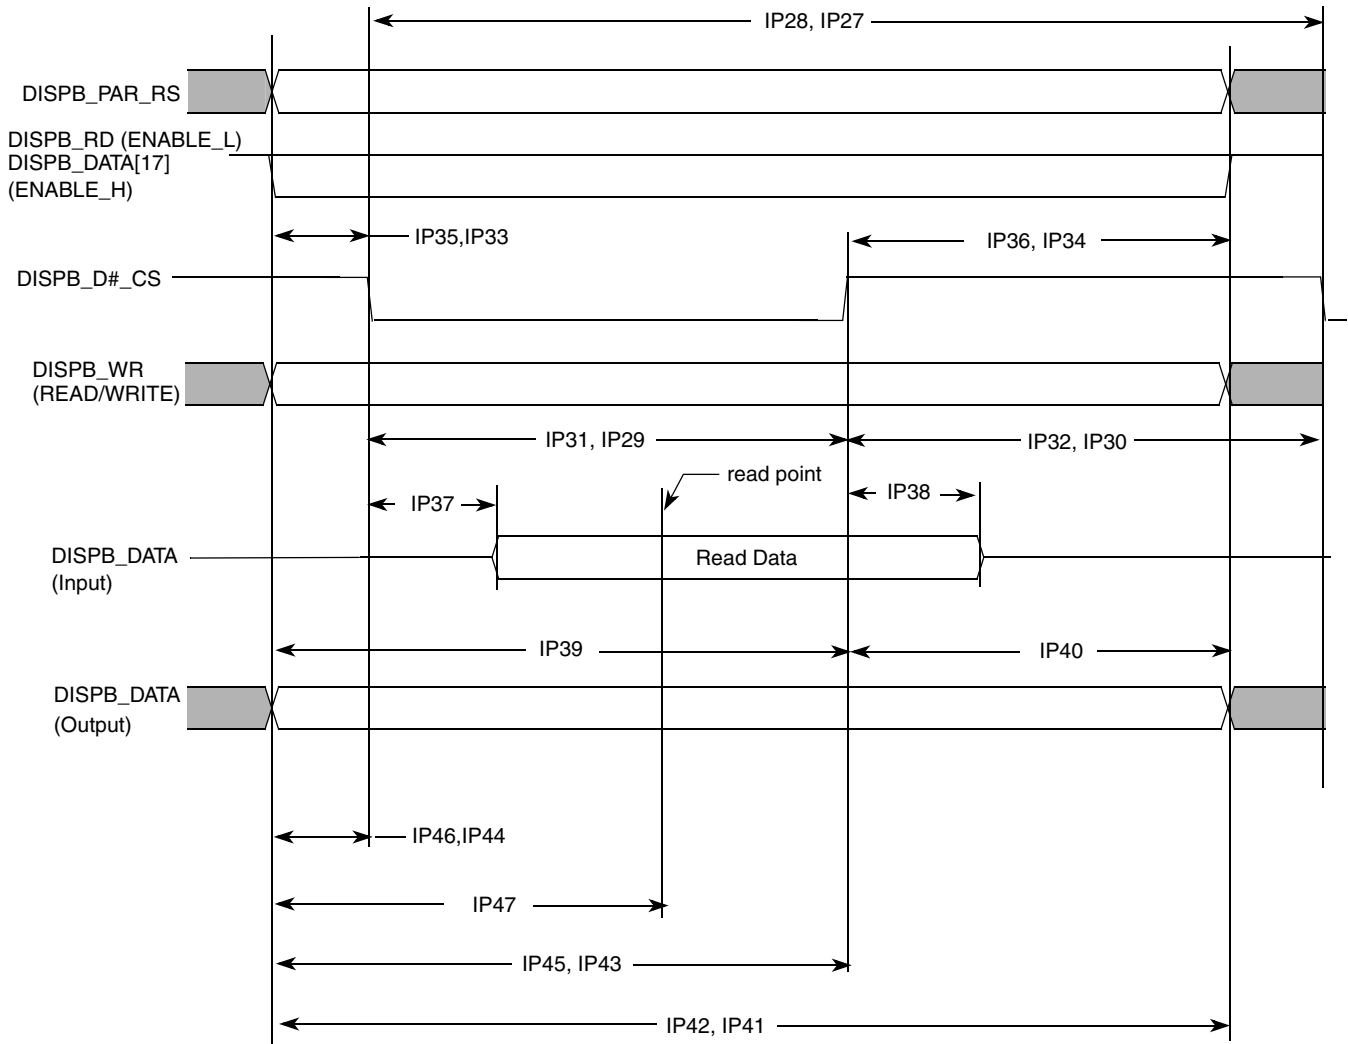 IP28, IP27
DISPB_PAR_RS
DISPB_RD (ENABLE_L)
DISPB_DATA[17]
(ENABLE_H)
IP35,IP33
IP36, IP34
DISPB_D#_CS
DISPB_WR
(READ/WRITE)
IP31, IP29
IP32, IP30
read point
IP37
IP38
DISPB_DATA
(Input)
Read Data
IP39
IP40
DISPB_DATA
(Output)
IP46,IP44
IP47
IP45, IP43
IP42, IP41